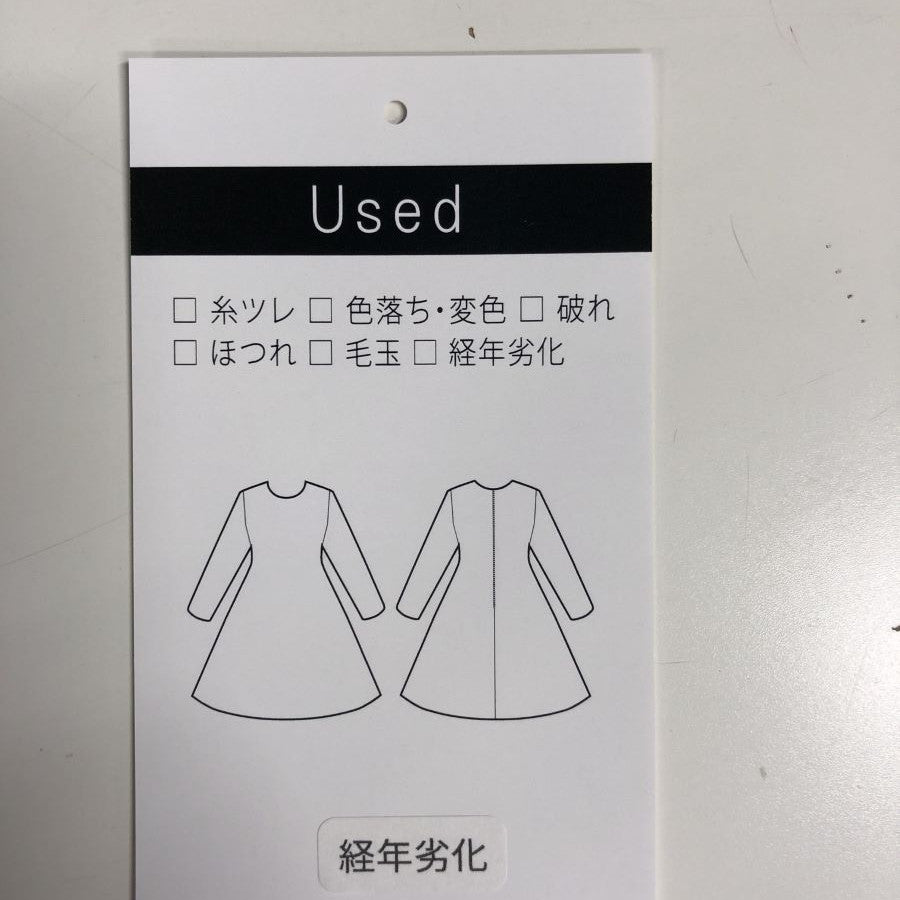 Used
□ 糸ツレ □ 色落ち・変色 □ 破れ
□ ほつれ □ 毛玉 □ 経年劣化
経年劣化